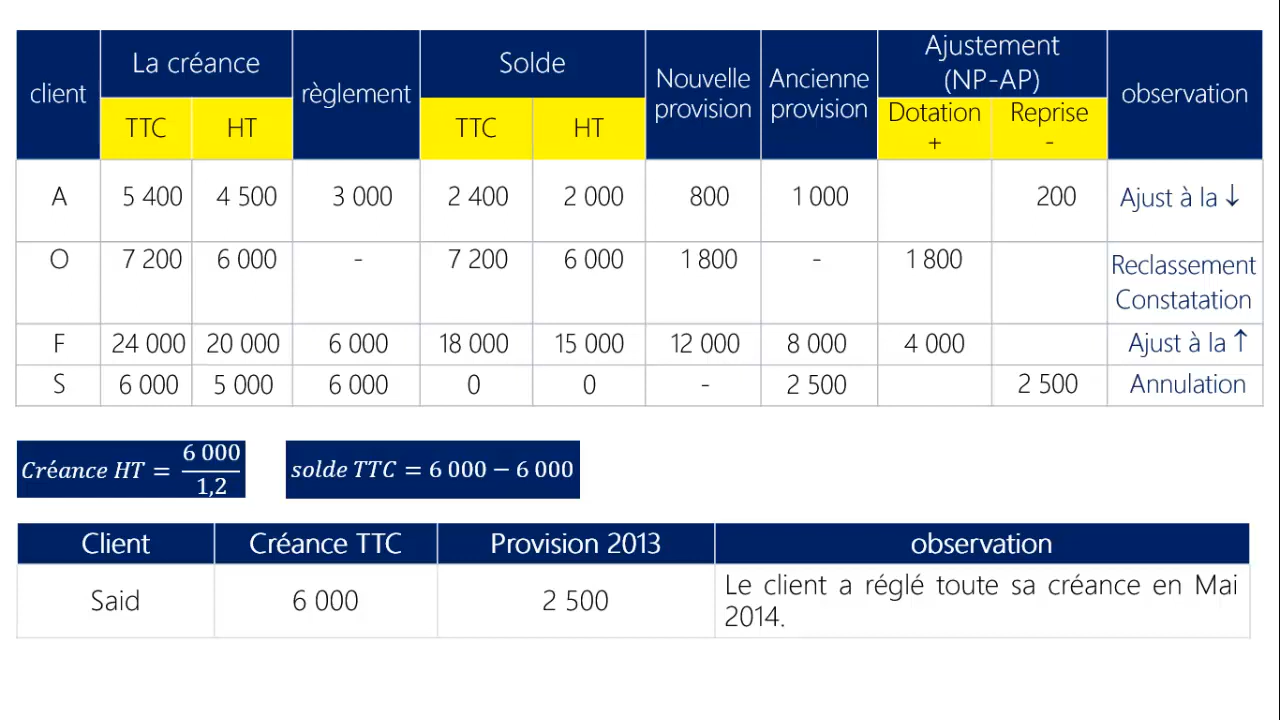 client La créance règlement Solde Nouvelle provision Ancienne provision Ajustement (NP-AP) observation
TTC HT TTC HT Dotation + Reprise -
A 5 400 4 500 3 000 2 400 2 000 800 1 000 200 Ajust à la ↓
O 7 200 6 000 - 7 200 6 000 1 800 - 1 800 Reclassement Constatation
F 24 000 20 000 6 000 18 000 15 000 12 000 8 000 4 000 Ajust à la ↑
S 6 000 5 000 6 000 0 0 - 2 500 2 500 Annulation
Créance HT = 6 000 / 1,2
solde TTC = 6 000 − 6 000
Client Créance TTC Provision 2013 observation
Said 6 000 2 500 Le client a réglé toute sa créance en Mai
2014.